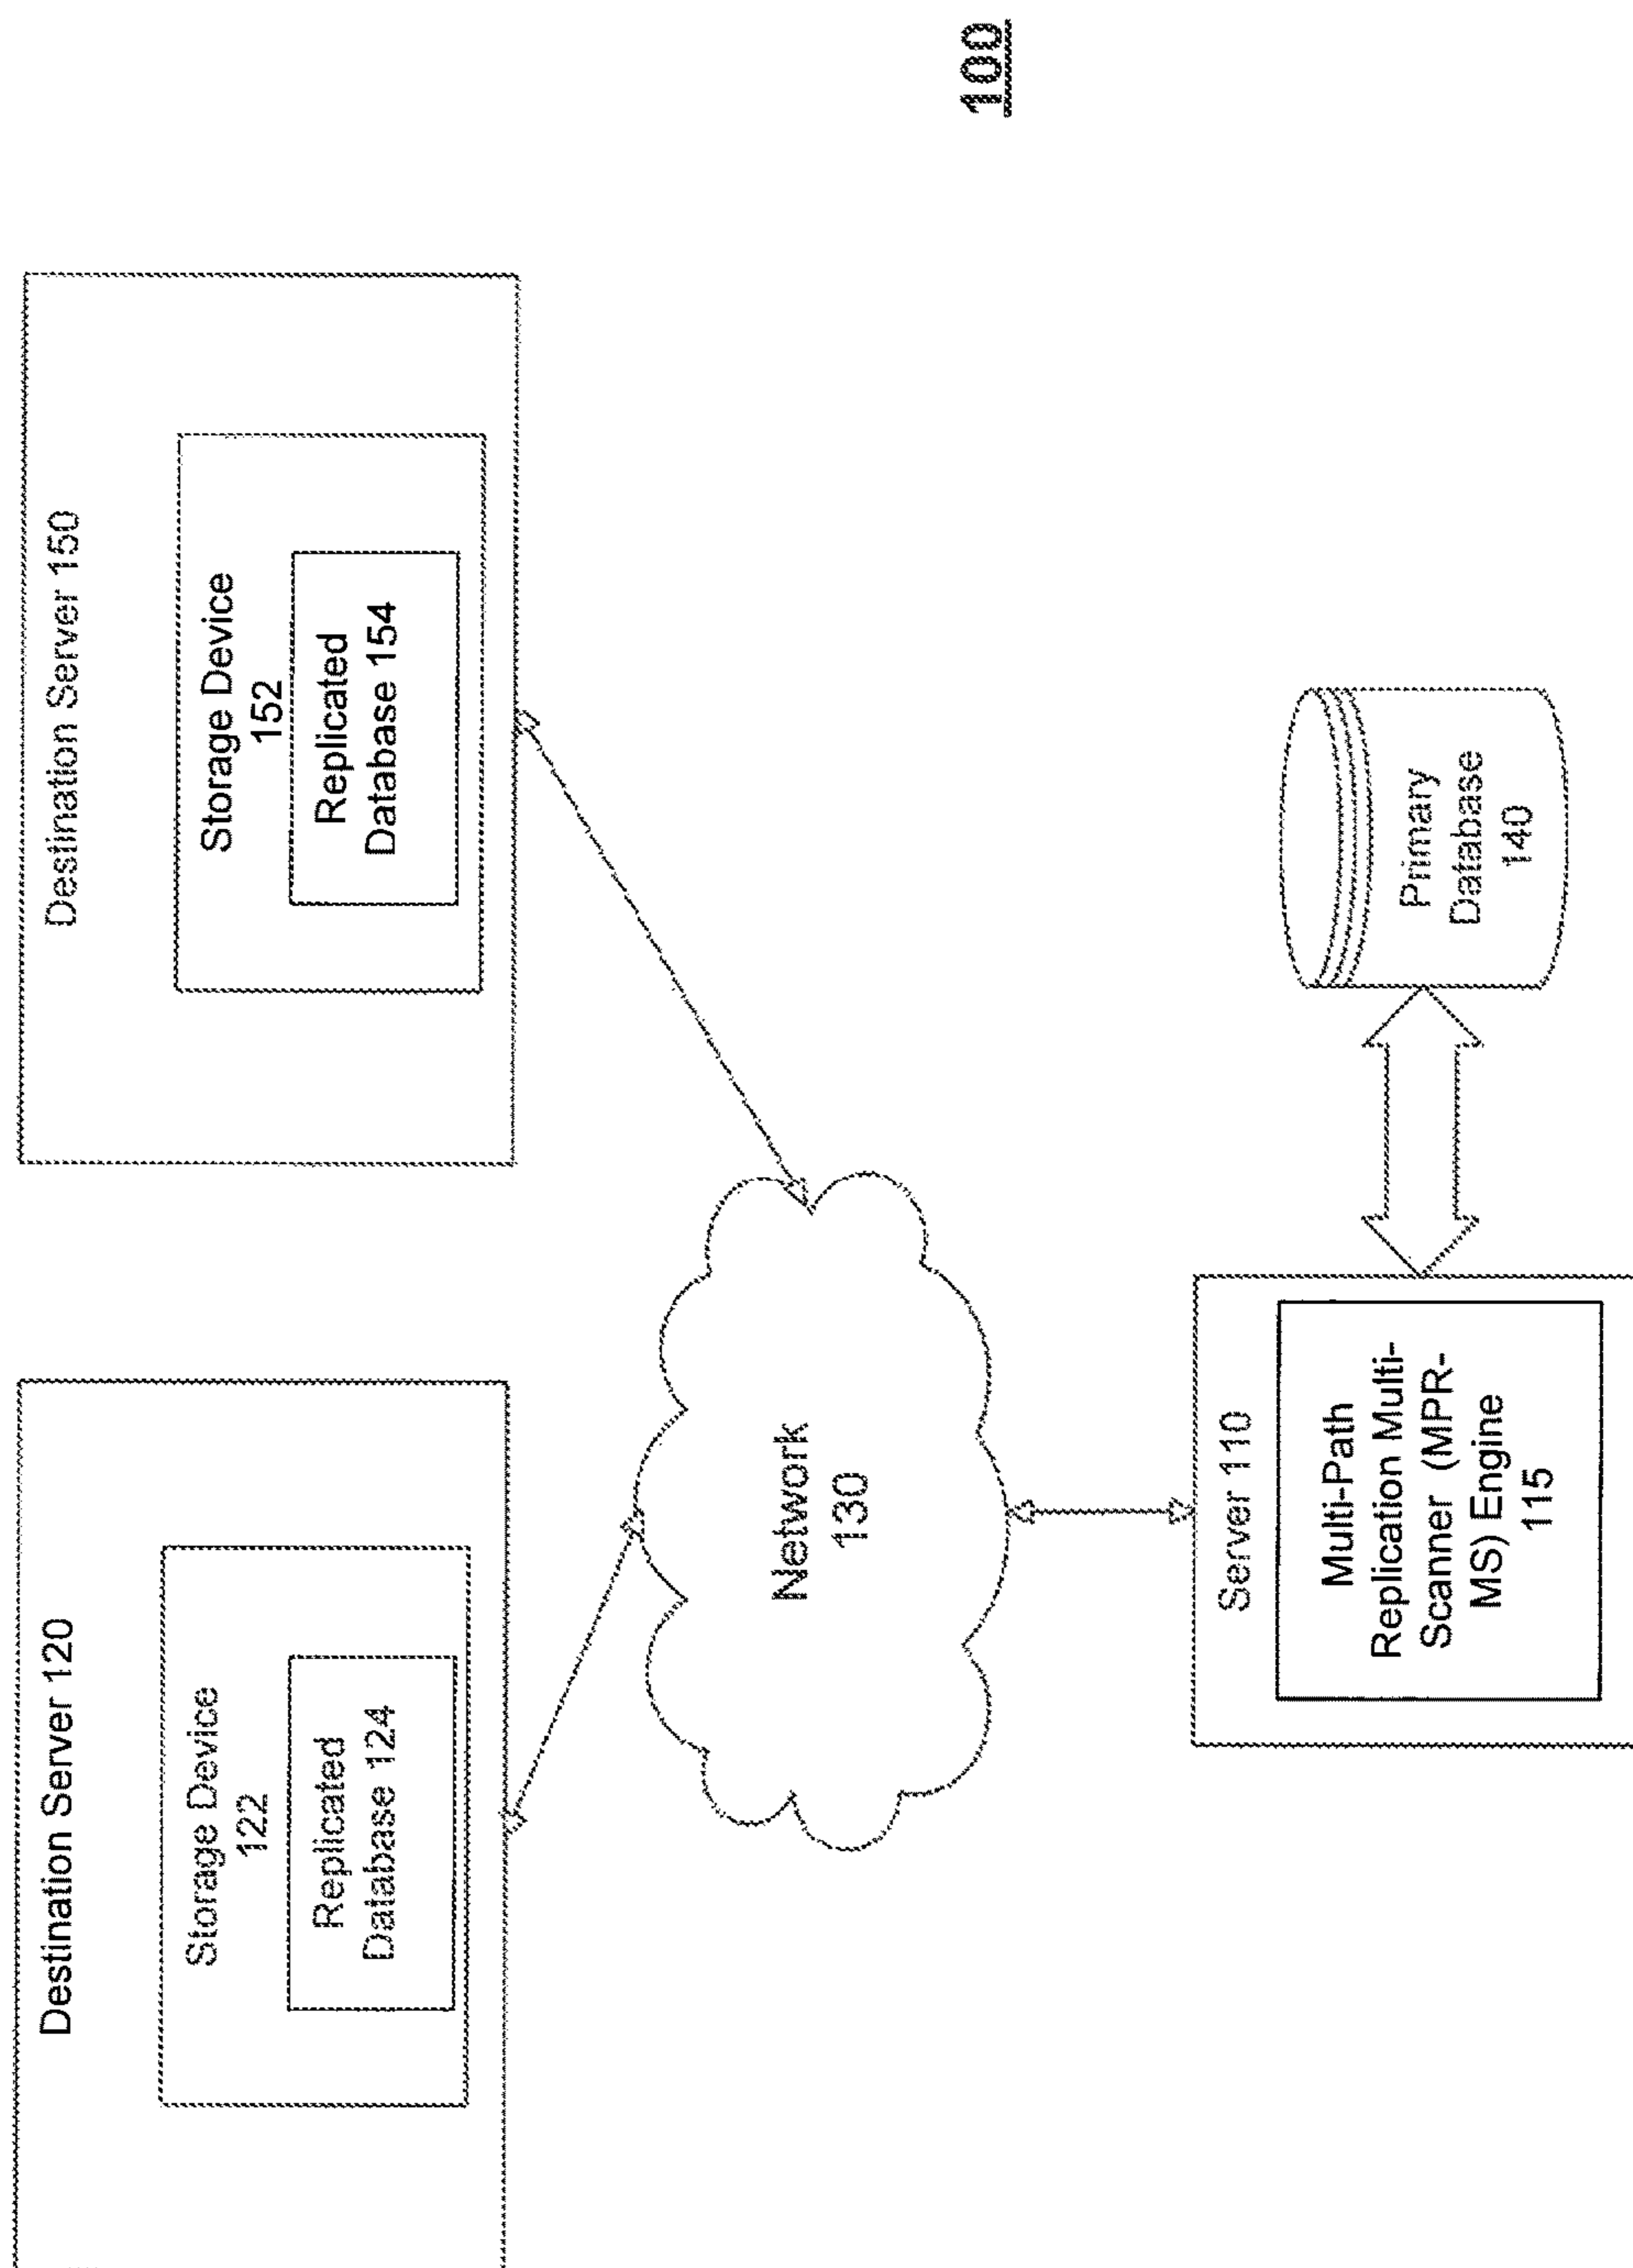 Destination Server 120
Storage Device
122
Replicated
Database 124
Destination Server 150
Storage Device
152
Replicated
Database 154
Network
130
Server 110
Multi-Path
Replication Multi-
Scanner (MPR-
MS) Engine
115
Primary
Database
140
100